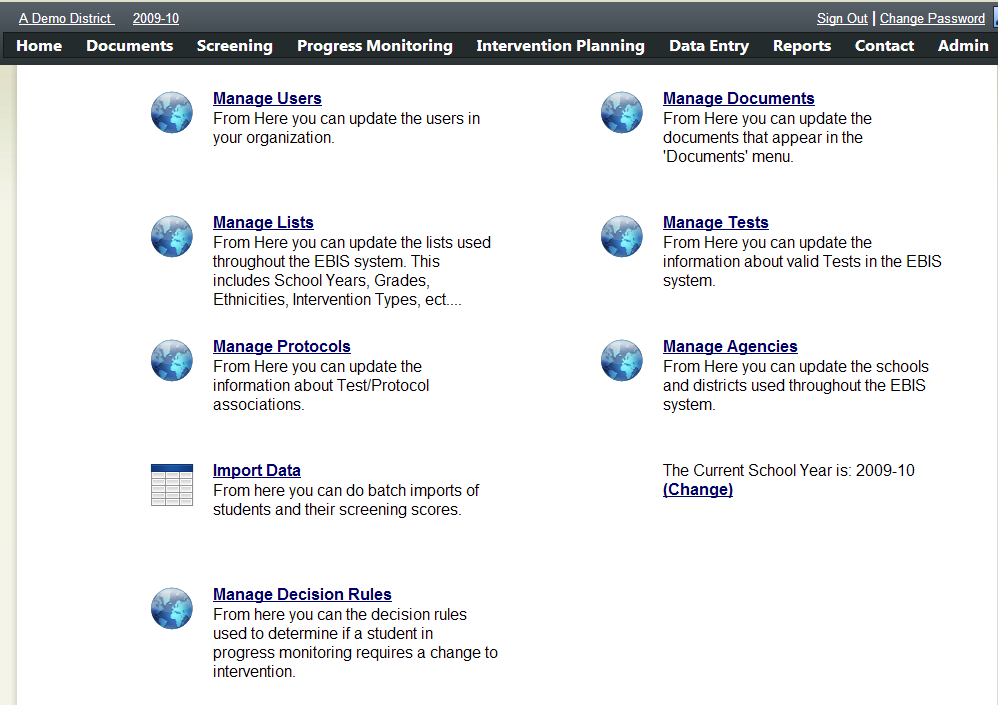 A Demo District 2009-10 Sign Out | Change Password
Home Documents Screening Progress Monitoring Intervention Planning Data Entry Reports Contact Admin
Manage Users
From Here you can update the users in
your organization.
Manage Documents
From Here you can update the
documents that appear in the
'Documents' menu.
Manage Lists
From Here you can update the lists used
throughout the EBIS system. This
includes School Years, Grades,
Ethnicities, Intervention Types, ect....
Manage Tests
From Here you can update the
information about valid Tests in the EBIS
system.
Manage Protocols
From Here you can update the
information about Test/Protocol
associations.
Manage Agencies
From Here you can update the schools
and districts used throughout the EBIS
system.
Import Data
From here you can do batch imports of
students and their screening scores.
The Current School Year is: 2009-10
(Change)
Manage Decision Rules
From here you can the decision rules
used to determine if a student in
progress monitoring requires a change to
intervention.